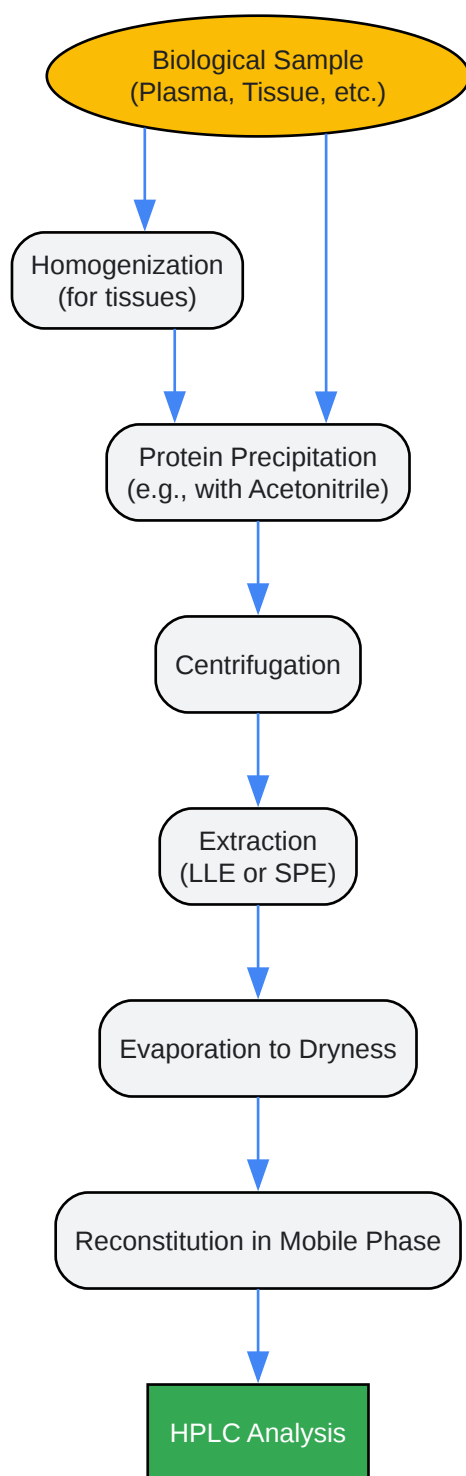 Biological Sample
(Plasma, Tissue, etc.)
Homogenization
(for tissues)
Protein Precipitation
(e.g., with Acetonitrile)
Centrifugation
Extraction
(LLE or SPE)
Evaporation to Dryness
Reconstitution in Mobile Phase
HPLC Analysis